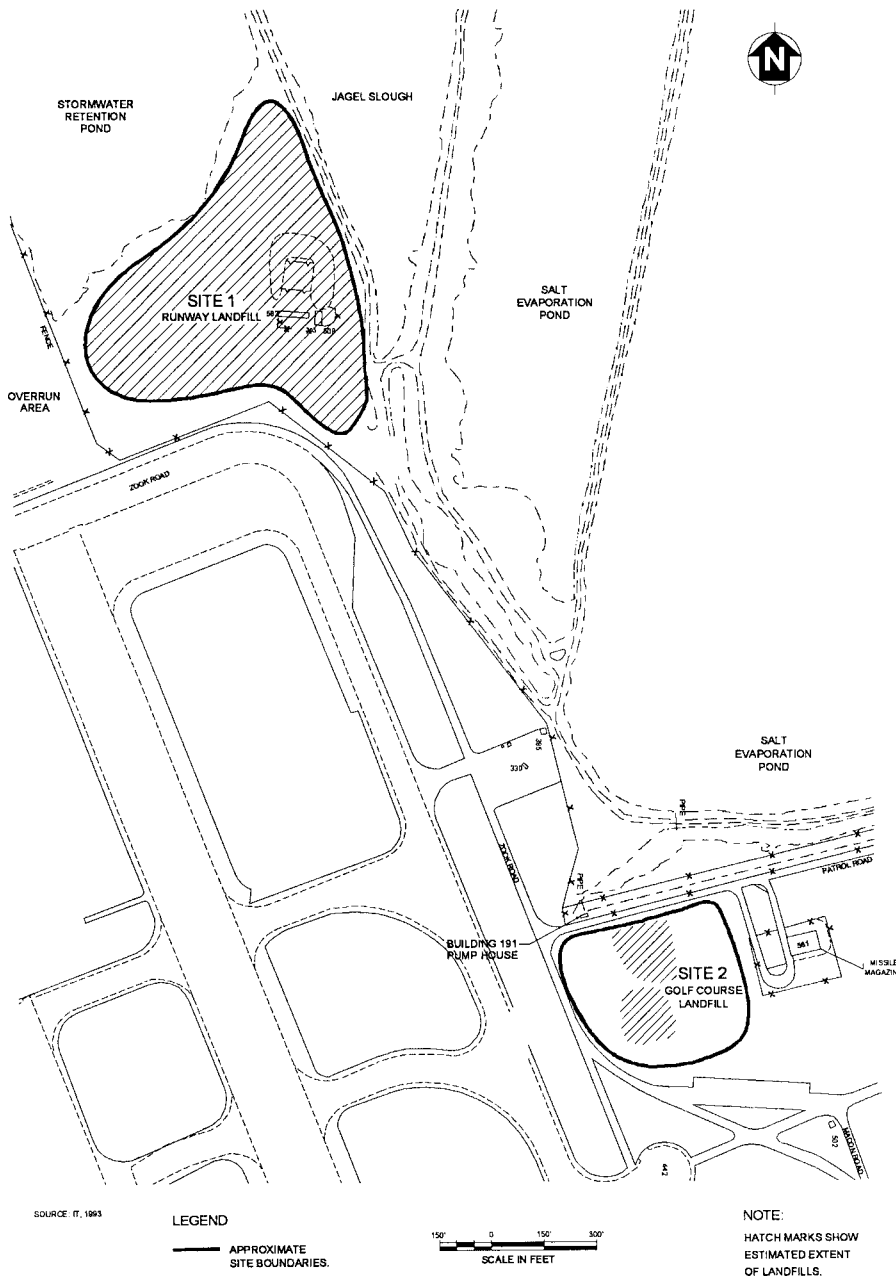 N
STORMWATER
RETENTION
POND
JAGEL SLOUGH
SITE 1
RUNWAY LANDFILL
SALT
EVAPORATION
POND
FENCE
OVERRUN
AREA
ZOOK ROAD
SALT
EVAPORATION
POND
PIPE
ZOOK ROAD
PIPE
PATROL ROAD
BUILDING 191
PUMP HOUSE
SITE 2
GOLF COURSE
LANDFILL
561
MISSILE
MAGAZIN
MACON ROAD
502
442
SOURCE: IT, 1993
LEGEND
APPROXIMATE
SITE BOUNDARIES.
150' 0 150' 300'
SCALE IN FEET
NOTE:
HATCH MARKS SHOW
ESTIMATED EXTENT
OF LANDFILLS.